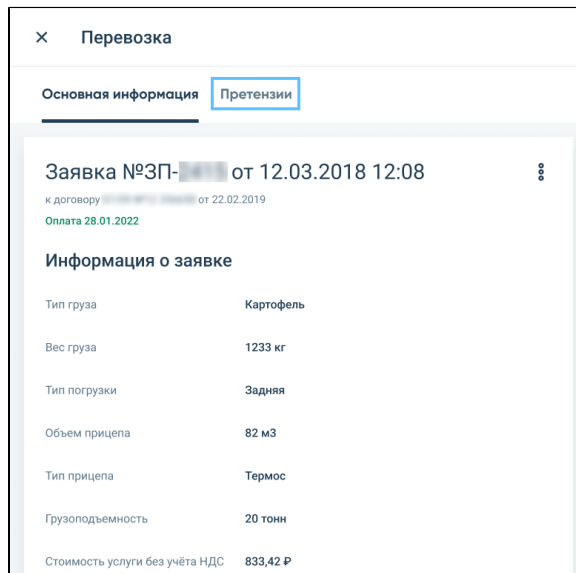 × Перевозка
Основная информация Претензии
Заявка №ЗП- от 12.03.2018 12:08
к договору от 22.02.2019
Оплата 28.01.2022
Информация о заявке
Тип груза Картофель
Вес груза 1233 кг
Тип погрузки Задняя
Объем прицепа 82 м3
Тип прицепа Термос
Грузоподъемность 20 тонн
Стоимость услуги без учёта НДС 833,42 ₽